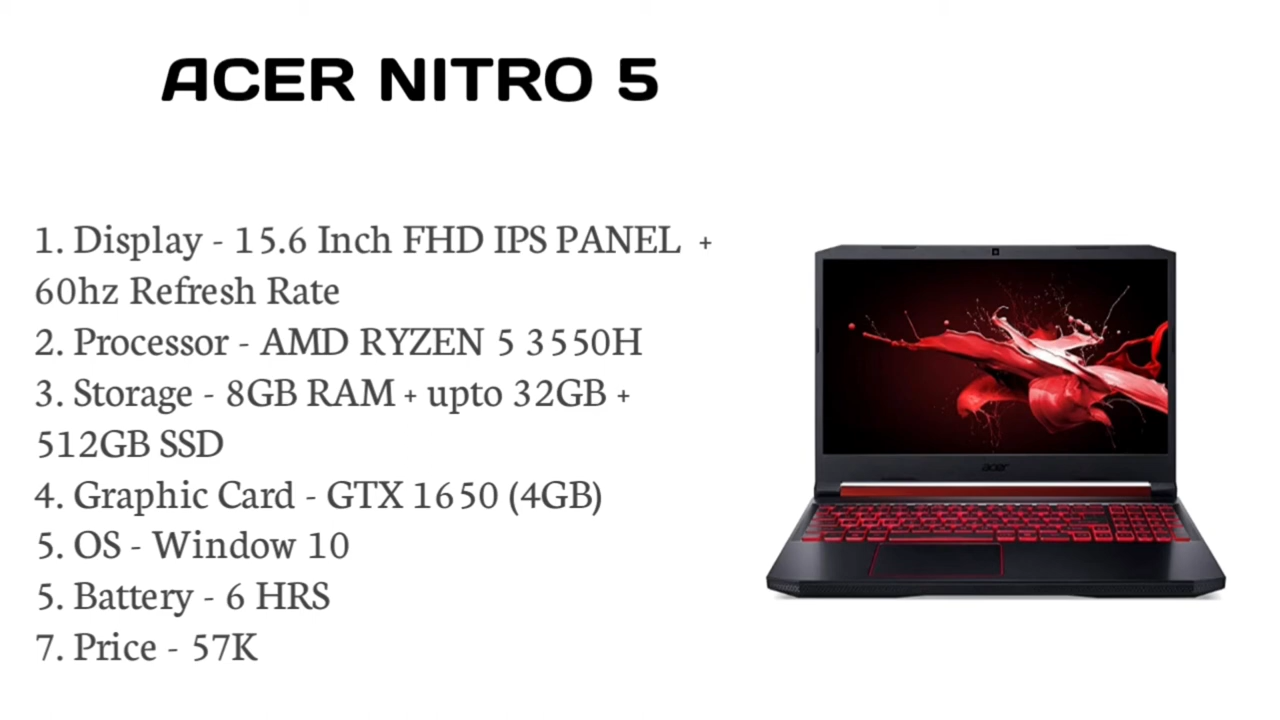 ACER NITRO 5
1. Display - 15.6 Inch FHD IPS PANEL +
60hz Refresh Rate
2. Processor - AMD RYZEN 5 3550H
3. Storage - 8GB RAM + upto 32GB +
512GB SSD
4. Graphic Card - GTX 1650 (4GB)
5. OS - Window 10
5. Battery - 6 HRS
7. Price - 57K
acer